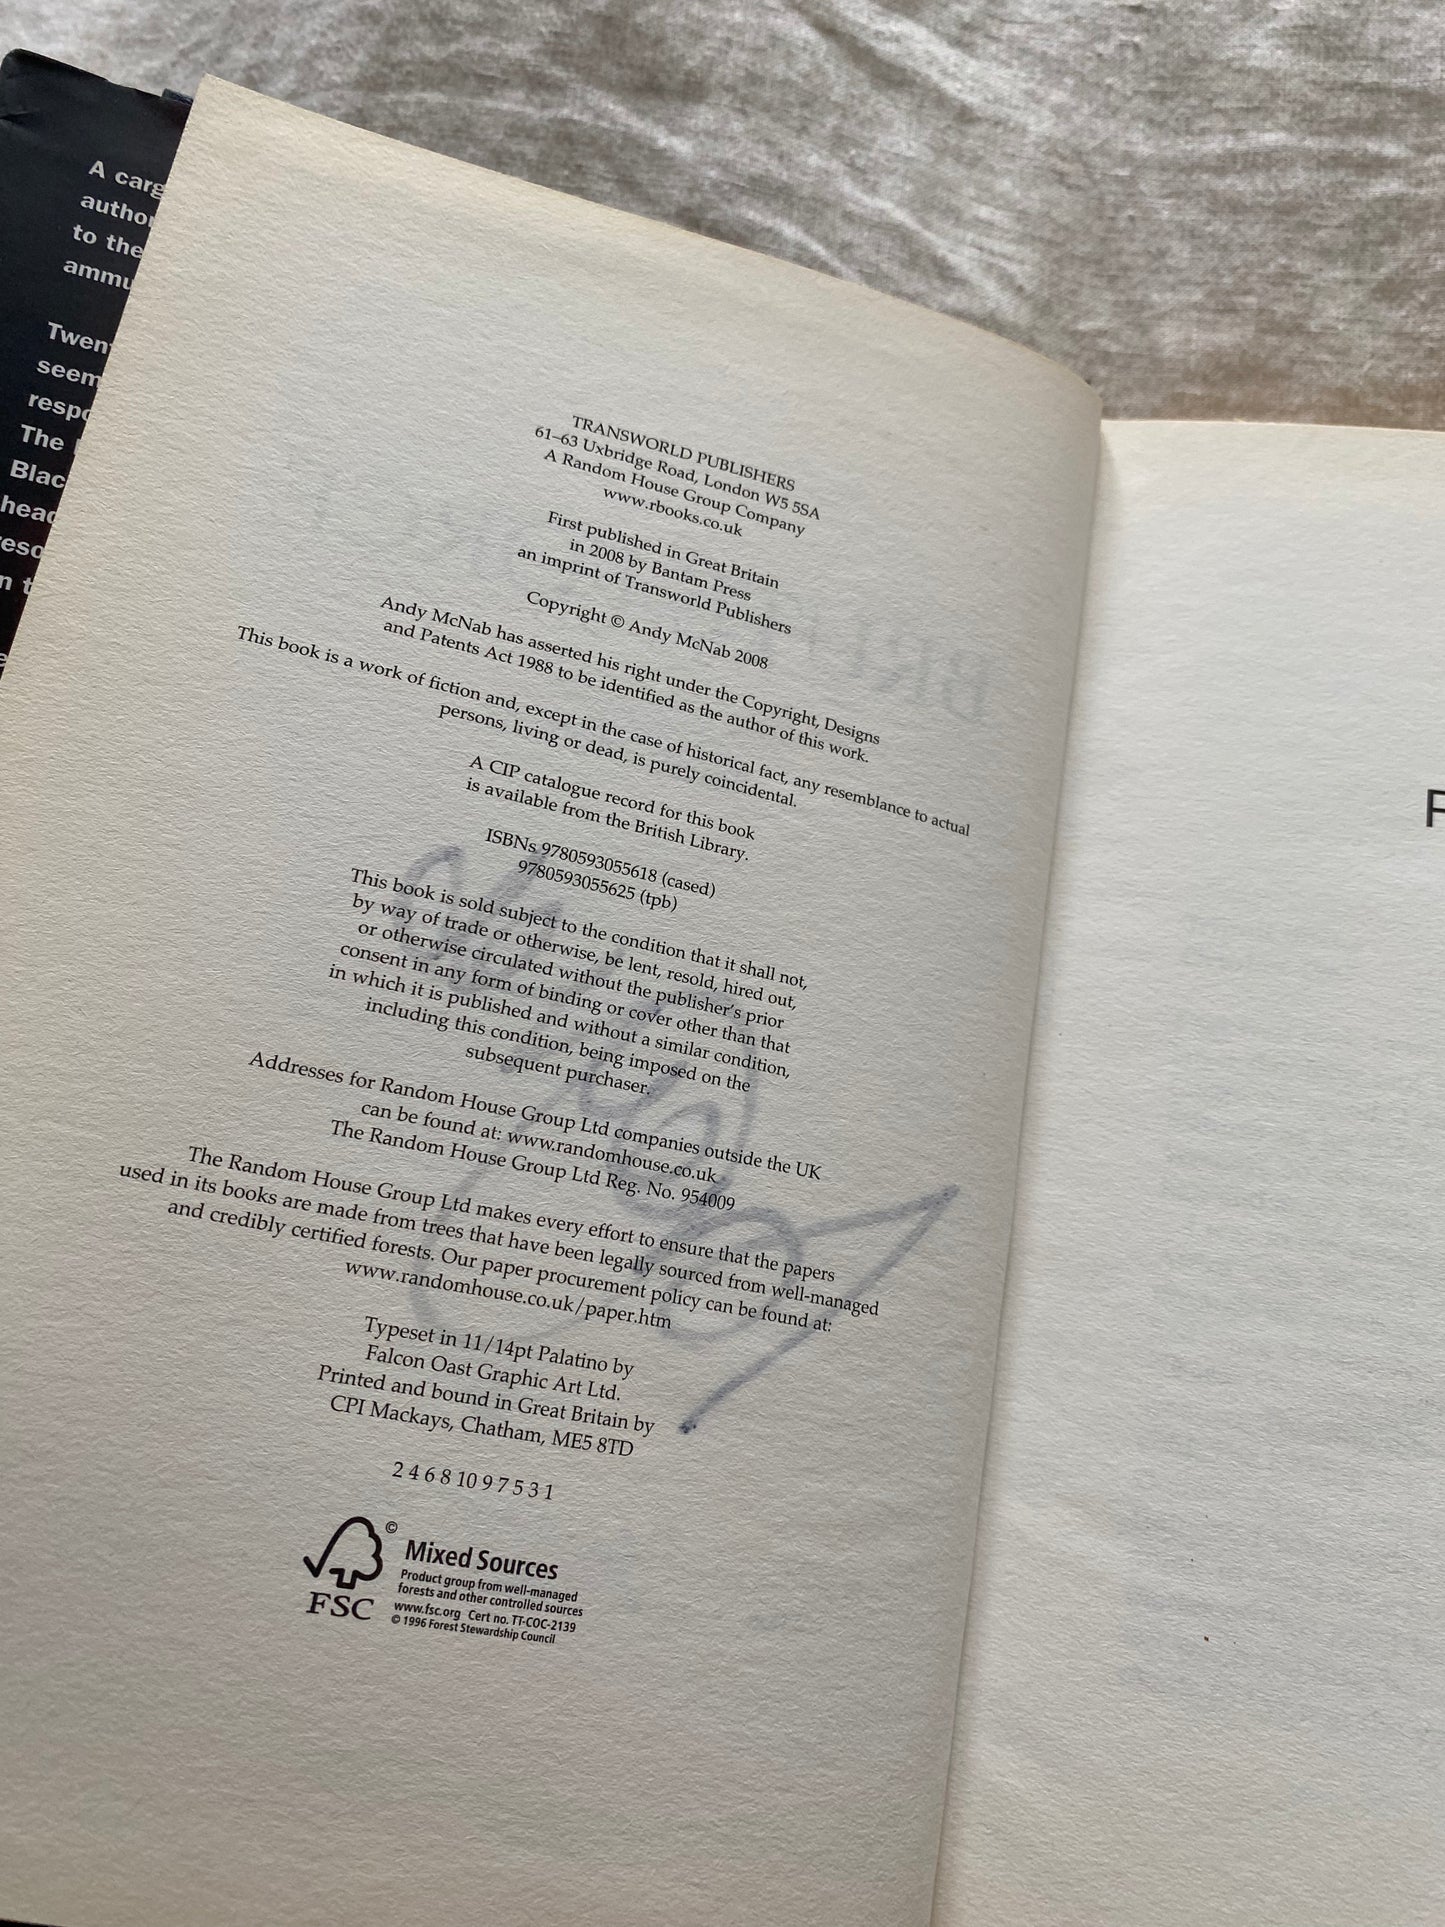 A carg
author
to the
ammu
Twent
seem
respo
The
Blac
head
resc
n t
TRANSWORLD PUBLISHERS
61–63 Uxbridge Road, London W5 5SA
A Random House Group Company
www.rbooks.co.uk
First published in Great Britain
in 2008 by Bantam Press
an imprint of Transworld Publishers
Copyright © Andy McNab 2008
Andy McNab has asserted his right under the Copyright, Designs
and Patents Act 1988 to be identified as the author of this work.
This book is a work of fiction and, except in the case of historical fact, any resemblance to actual
persons, living or dead, is purely coincidental.
A CIP catalogue record for this book
is available from the British Library.
ISBNs 9780593055618 (cased)
9780593055625 (tpb)
This book is sold subject to the condition that it shall not,
by way of trade or otherwise, be lent, resold, hired out,
or otherwise circulated without the publisher's prior
consent in any form of binding or cover other than that
in which it is published and without a similar condition,
including this condition, being imposed on the
subsequent purchaser.
Addresses for Random House Group Ltd companies outside the UK
can be found at: www.randomhouse.co.uk
The Random House Group Ltd Reg. No. 954009
The Random House Group Ltd makes every effort to ensure that the papers
used in its books are made from trees that have been legally sourced from well-managed
and credibly certified forests. Our paper procurement policy can be found at:
www.randomhouse.co.uk/paper.htm
Typeset in 11/14pt Palatino by
Falcon Oast Graphic Art Ltd.
Printed and bound in Great Britain by
CPI Mackays, Chatham, ME5 8TD
2 4 6 8 10 9 7 5 3 1
©
Mixed Sources
Product group from well-managed
forests and other controlled sources
www.fsc.org Cert no. TT-COC-2139
© 1996 Forest Stewardship Council
FSC